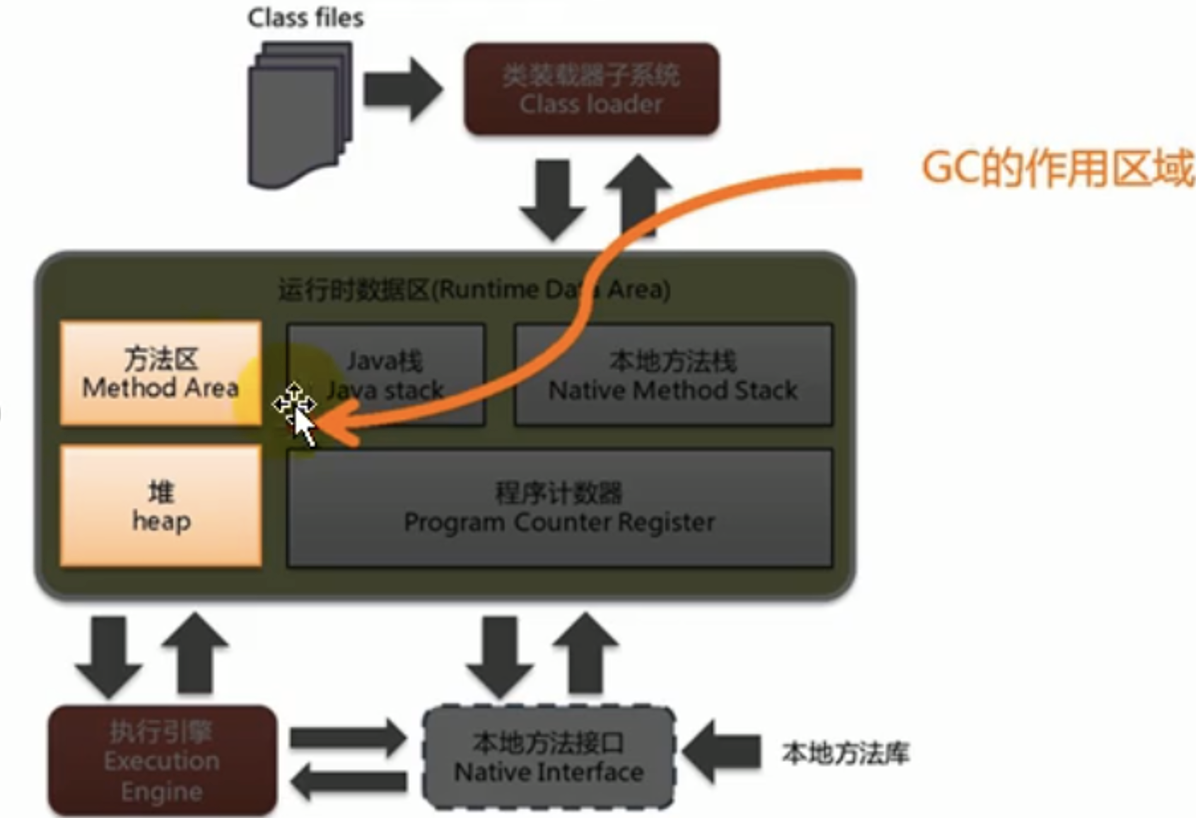 Class files
类装载器子系统
Class loader
GC的作用区域
运行时数据区(Runtime Data Area)
方法区
Method Area
Java栈
Java stack
本地方法栈
Native Method Stack
堆
heap
程序计数器
Program Counter Register
执行引擎
Execution
Engine
本地方法接口
Native Interface
本地方法库